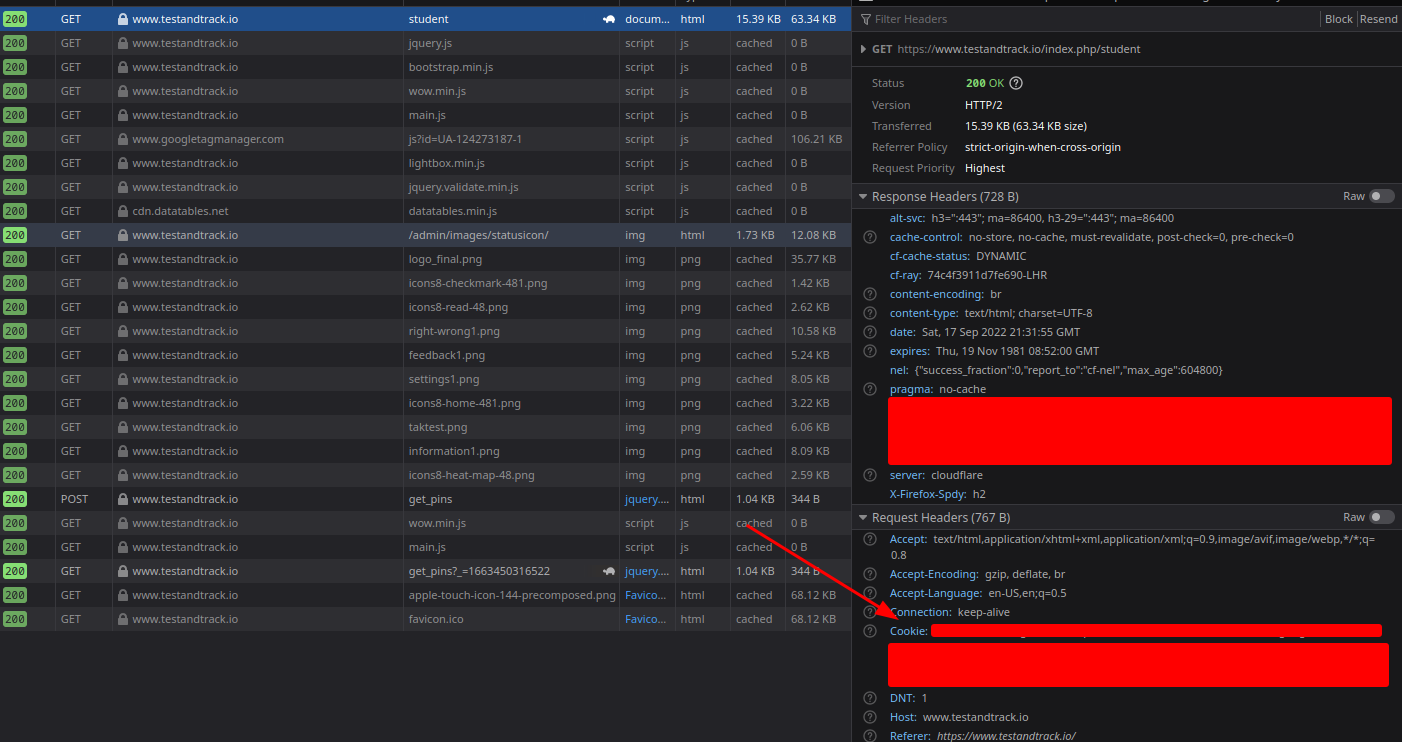 200 GET www.testandtrack.io student docum... html 15.39 KB 63.34 KB
200 GET www.testandtrack.io jquery.js script js cached 0 B
200 GET www.testandtrack.io bootstrap.min.js script js cached 0 B
200 GET www.testandtrack.io wow.min.js script js cached 0 B
200 GET www.testandtrack.io main.js script js cached 0 B
200 GET www.googletagmanager.com js?id=UA-124273187-1 script js cached 106.21 KB
200 GET www.testandtrack.io lightbox.min.js script js cached 0 B
200 GET www.testandtrack.io jquery.validate.min.js script js cached 0 B
200 GET cdn.datatables.net datatables.min.js script js cached 0 B
200 GET www.testandtrack.io /admin/images/statusicon/ img html 1.73 KB 12.08 KB
200 GET www.testandtrack.io logo_final.png img png cached 35.77 KB
200 GET www.testandtrack.io icons8-checkmark-481.png img png cached 1.42 KB
200 GET www.testandtrack.io icons8-read-48.png img png cached 2.62 KB
200 GET www.testandtrack.io right-wrong1.png img png cached 10.58 KB
200 GET www.testandtrack.io feedback1.png img png cached 5.24 KB
200 GET www.testandtrack.io settings1.png img png cached 8.05 KB
200 GET www.testandtrack.io icons8-home-481.png img png cached 3.22 KB
200 GET www.testandtrack.io taktest.png img png cached 6.06 KB
200 GET www.testandtrack.io information1.png img png cached 8.09 KB
200 GET www.testandtrack.io icons8-heat-map-48.png img png cached 2.59 KB
200 POST www.testandtrack.io get_pins jquery.... html 1.04 KB 344 B
200 GET www.testandtrack.io wow.min.js script js cached 0 B
200 GET www.testandtrack.io main.js script js cached 0 B
200 GET www.testandtrack.io get_pins?_=1663450316522 jquery.... html 1.04 KB 344 B
200 GET www.testandtrack.io apple-touch-icon-144-precomposed.png Favico... html cached 68.12 KB
200 GET www.testandtrack.io favicon.ico Favico... html cached 68.12 KB
Filter Headers Block Resend
GET https://www.testandtrack.io/index.php/student
Status 200 OK
Version HTTP/2
Transferred 15.39 KB (63.34 KB size)
Referrer Policy strict-origin-when-cross-origin
Request Priority Highest
Response Headers (728 B) Raw
alt-svc: h3=":443"; ma=86400, h3-29=":443"; ma=86400
cache-control: no-store, no-cache, must-revalidate, post-check=0, pre-check=0
cf-cache-status: DYNAMIC
cf-ray: 74c4f3911d7fe690-LHR
content-encoding: br
content-type: text/html; charset=UTF-8
date: Sat, 17 Sep 2022 21:31:55 GMT
expires: Thu, 19 Nov 1981 08:52:00 GMT
nel: {"success_fraction":0,"report_to":"cf-nel","max_age":604800}
pragma: no-cache
server: cloudflare
X-Firefox-Spdy: h2
Request Headers (767 B) Raw
Accept: text/html,application/xhtml+xml,application/xml;q=0.9,image/avif,image/webp,*/*;q=
0.8
Accept-Encoding: gzip, deflate, br
Accept-Language: en-US,en;q=0.5
Connection: keep-alive
Cookie:
DNT: 1
Host: www.testandtrack.io
Referer: https://www.testandtrack.io/